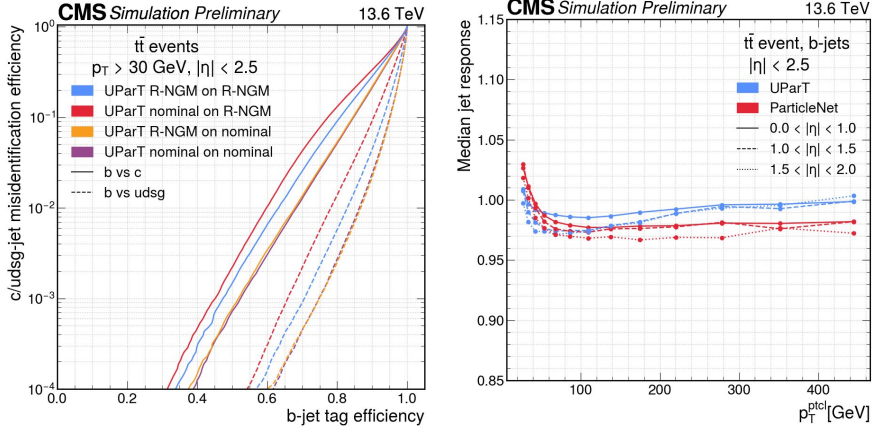 CMS Simulation Preliminary 13.6 TeV
c/udsg-jet misidentification efficiency
tt̄ events
p_T > 30 GeV, |η| < 2.5
UParT R-NGM on R-NGM
UParT nominal on R-NGM
UParT R-NGM on nominal
UParT nominal on nominal
b vs c
b vs udsg
10⁰
10⁻¹
10⁻²
10⁻³
10⁻⁴
0.0 0.2 0.4 0.6 0.8 1.0
b-jet tag efficiency
CMS Simulation Preliminary 13.6 TeV
Median jet response
tt̄ event, b-jets
|η| < 2.5
UParT
ParticleNet
0.0 < |η| < 1.0
1.0 < |η| < 1.5
1.5 < |η| < 2.0
1.15
1.10
1.05
1.00
0.95
0.90
0.85
100 200 300 400
p_T^ptcl[GeV]